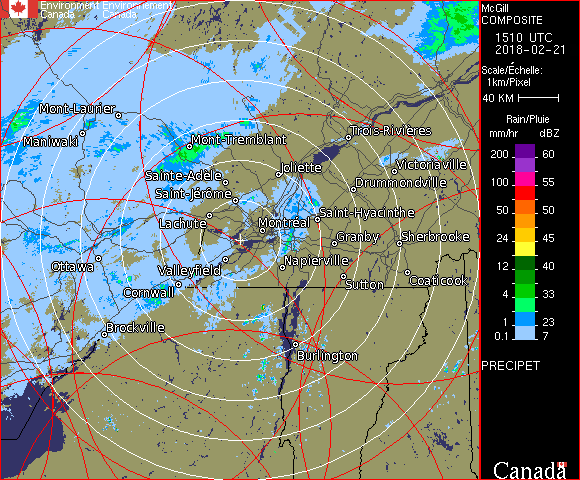 Environment Environnement
Canada Canada
McGill
COMPOSITE
1510 UTC
2018-02-21
Scale/Échelle:
1km/Pixel
40 KM
Rain/Pluie
mm/hr dBZ
200 60
100 55
50 50
24 45
12 40
4 33
1 23
0.1 7
PRECIPET
Canada
Mont-Laurier
Maniwaki
Mont-Tremblant
Trois-Rivières
Joliette
Victoriaville
Sainte-Adèle
Drummondville
Saint-Jérôme
Lachute
Saint-Hyacinthe
Montréal
Granby
Sherbrooke
Ottawa
Valleyfield
Napierville
Cornwall
Sutton
Coaticook
Brockville
Burlington